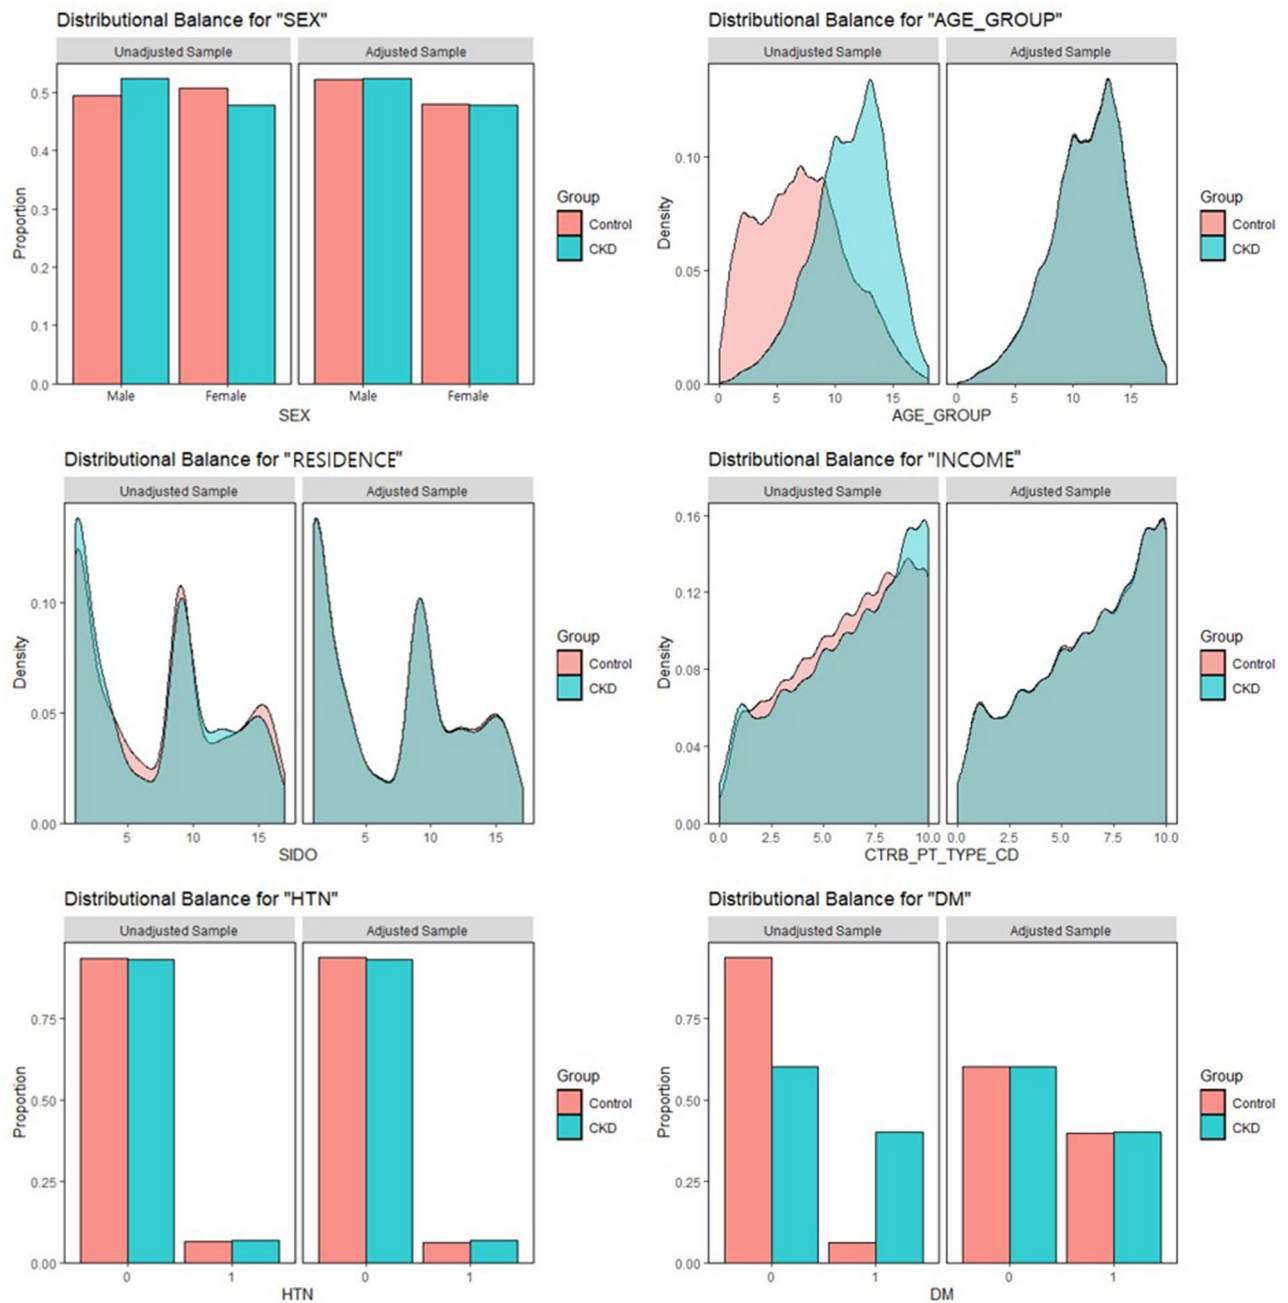 Distributional Balance for "SEX"
Unadjusted Sample
Adjusted Sample
Proportion
0.5
0.4
0.3
0.2
0.1
0.0
Male
Female
Male
Female
SEX
Group
Control
CKD
Distributional Balance for "AGE_GROUP"
Unadjusted Sample
Adjusted Sample
Density
0.10
0.05
0.00
0
5
10
15
0
5
10
15
AGE_GROUP
Group
Control
CKD
Distributional Balance for "RESIDENCE"
Unadjusted Sample
Adjusted Sample
Density
0.10
0.05
0.00
5
10
15
5
10
15
SIDO
Group
Control
CKD
Distributional Balance for "INCOME"
Unadjusted Sample
Adjusted Sample
Density
0.16
0.12
0.08
0.04
0.00
0.0
2.5
5.0
7.5
10.0
0.0
2.5
5.0
7.5
10.0
CTRB_PT_TYPE_CD
Group
Control
CKD
Distributional Balance for "HTN"
Unadjusted Sample
Adjusted Sample
Proportion
0.75
0.50
0.25
0.00
0
1
0
1
HTN
Group
Control
CKD
Distributional Balance for "DM"
Unadjusted Sample
Adjusted Sample
Proportion
0.75
0.50
0.25
0.00
0
1
0
1
DM
Group
Control
CKD